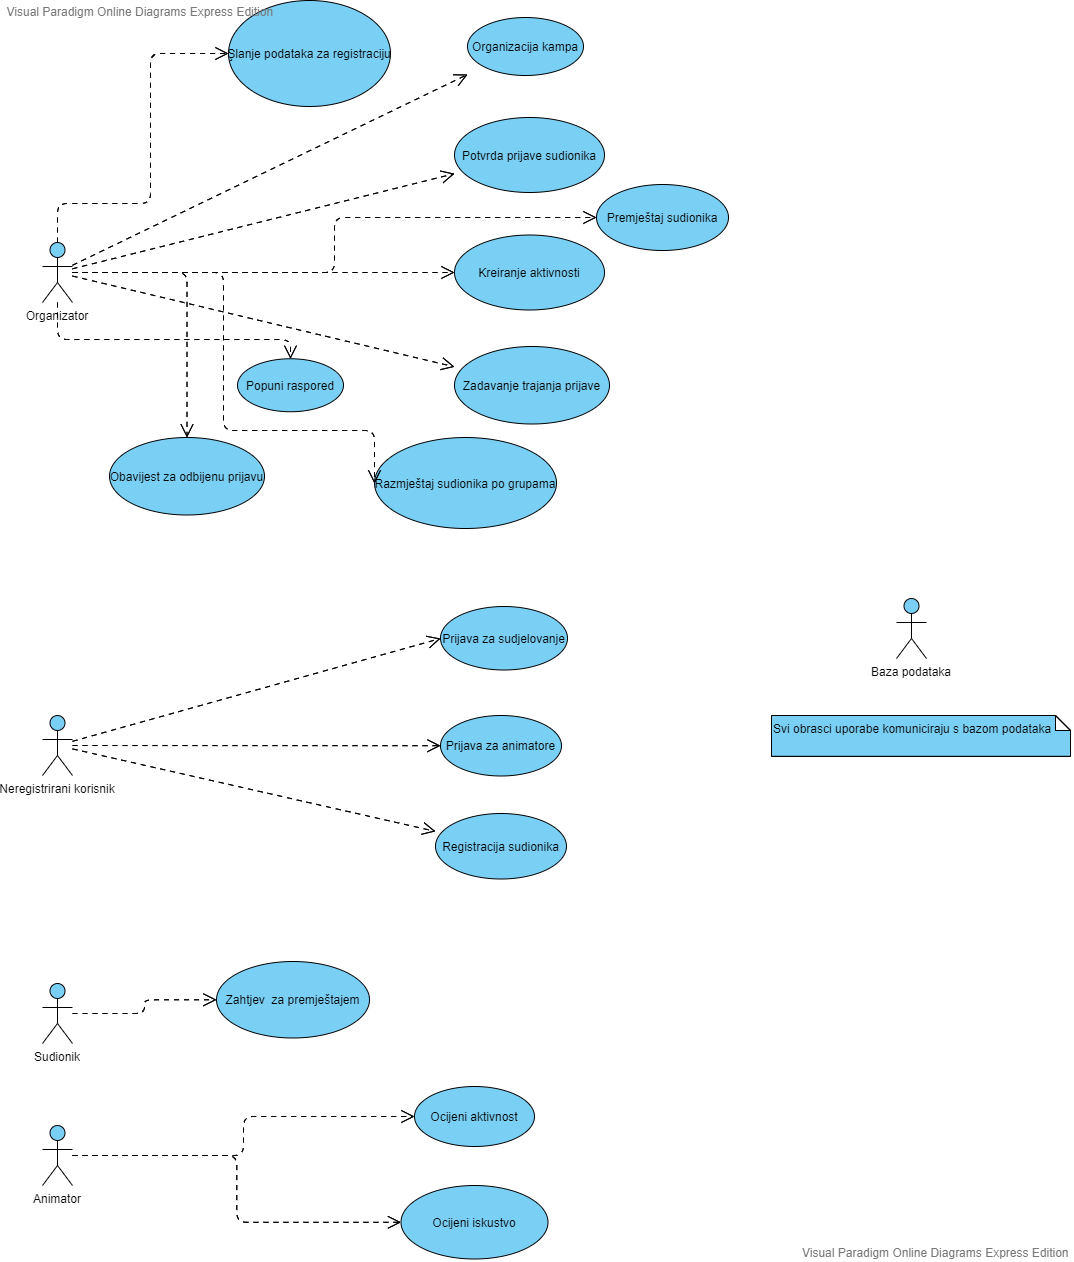 Visual Paradigm Online Diagrams Express Edition
Slanje podataka za registraciju
Organizacija kampa
Potvrda prijave sudionika
Premještaj sudionika
Kreiranje aktivnosti
Organizator
Zadavanje trajanja prijave
Popuni raspored
Obavijest za odbijenu prijavu
Razmještaj sudionika po grupama
Prijava za sudjelovanje
Baza podataka
Svi obrasci uporabe komuniciraju s bazom podataka
Prijava za animatore
Neregistrirani korisnik
Registracija sudionika
Zahtjev  za premještajem
Sudionik
Ocijeni aktivnost
Animator
Ocijeni iskustvo
Visual Paradigm Online Diagrams Express Edition